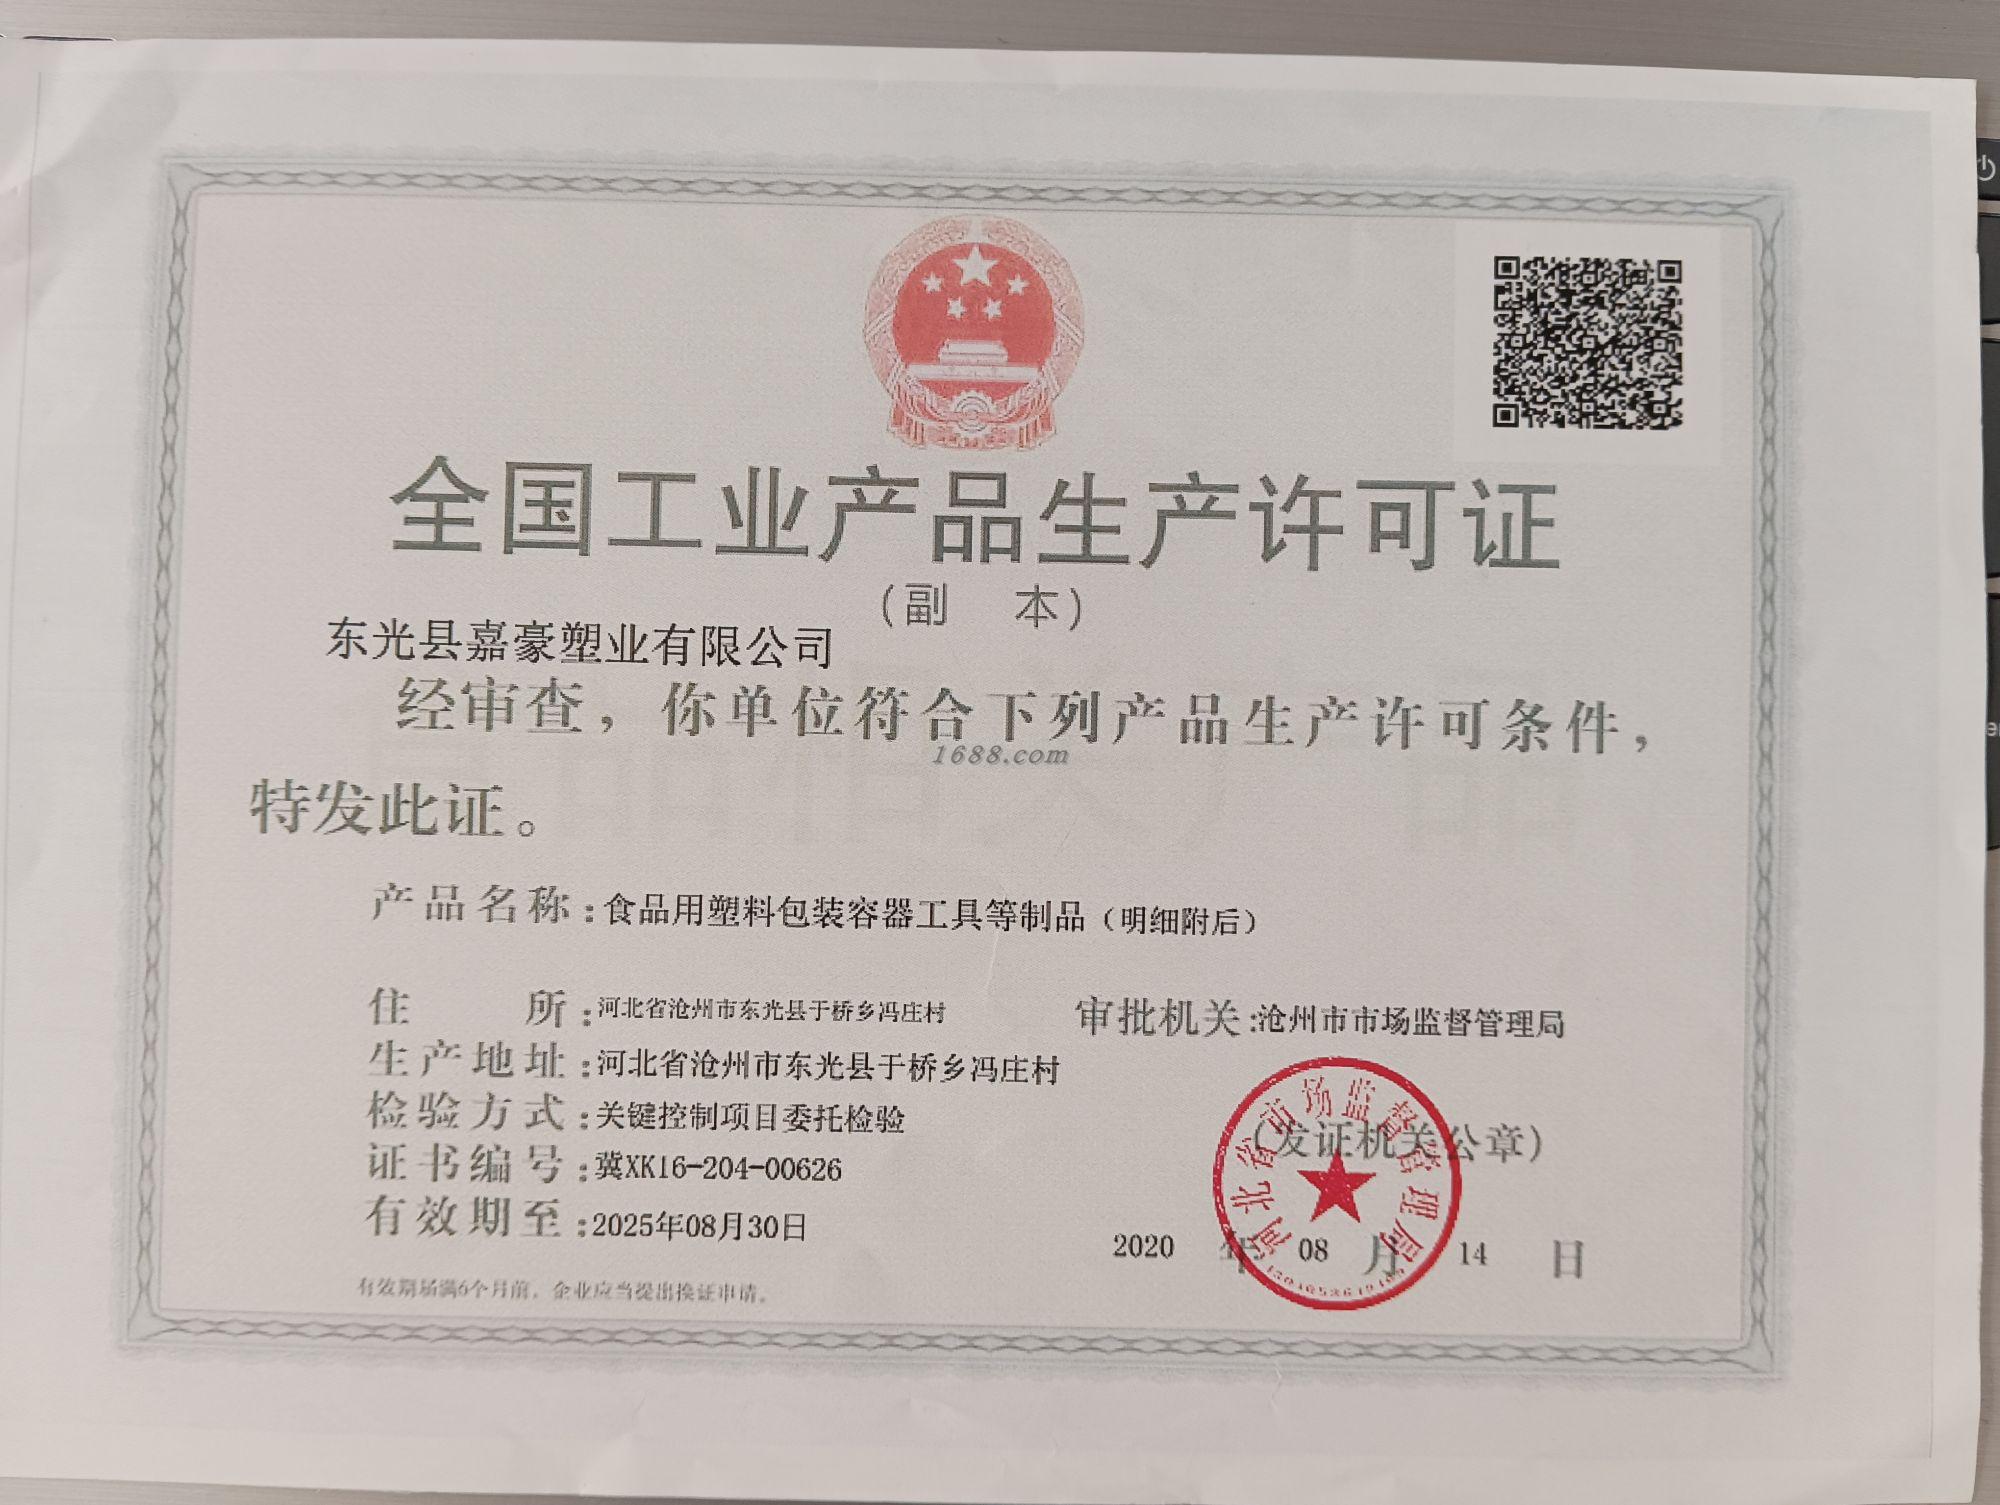 全国工业产品生产许可证
（副 本）
东光县嘉豪塑业有限公司
经审查，你单位符合下列产品生产许可条件，
1688.com
特发此证。
产品名称：食品用塑料包装容器工具等制品（明细附后）
住 所：河北省沧州市东光县于桥乡冯庄村
审批机关：沧州市市场监督管理局
生产地址：河北省沧州市东光县于桥乡冯庄村
检验方式：关键控制项目委托检验
（发证机关公章）
河北省市场监督管理局
证书编号：冀XK16-204-00626
有效期至：2025年08月30日
2020 年 08 月 14 日
有效期届满6个月前，企业应当提出换证申请。